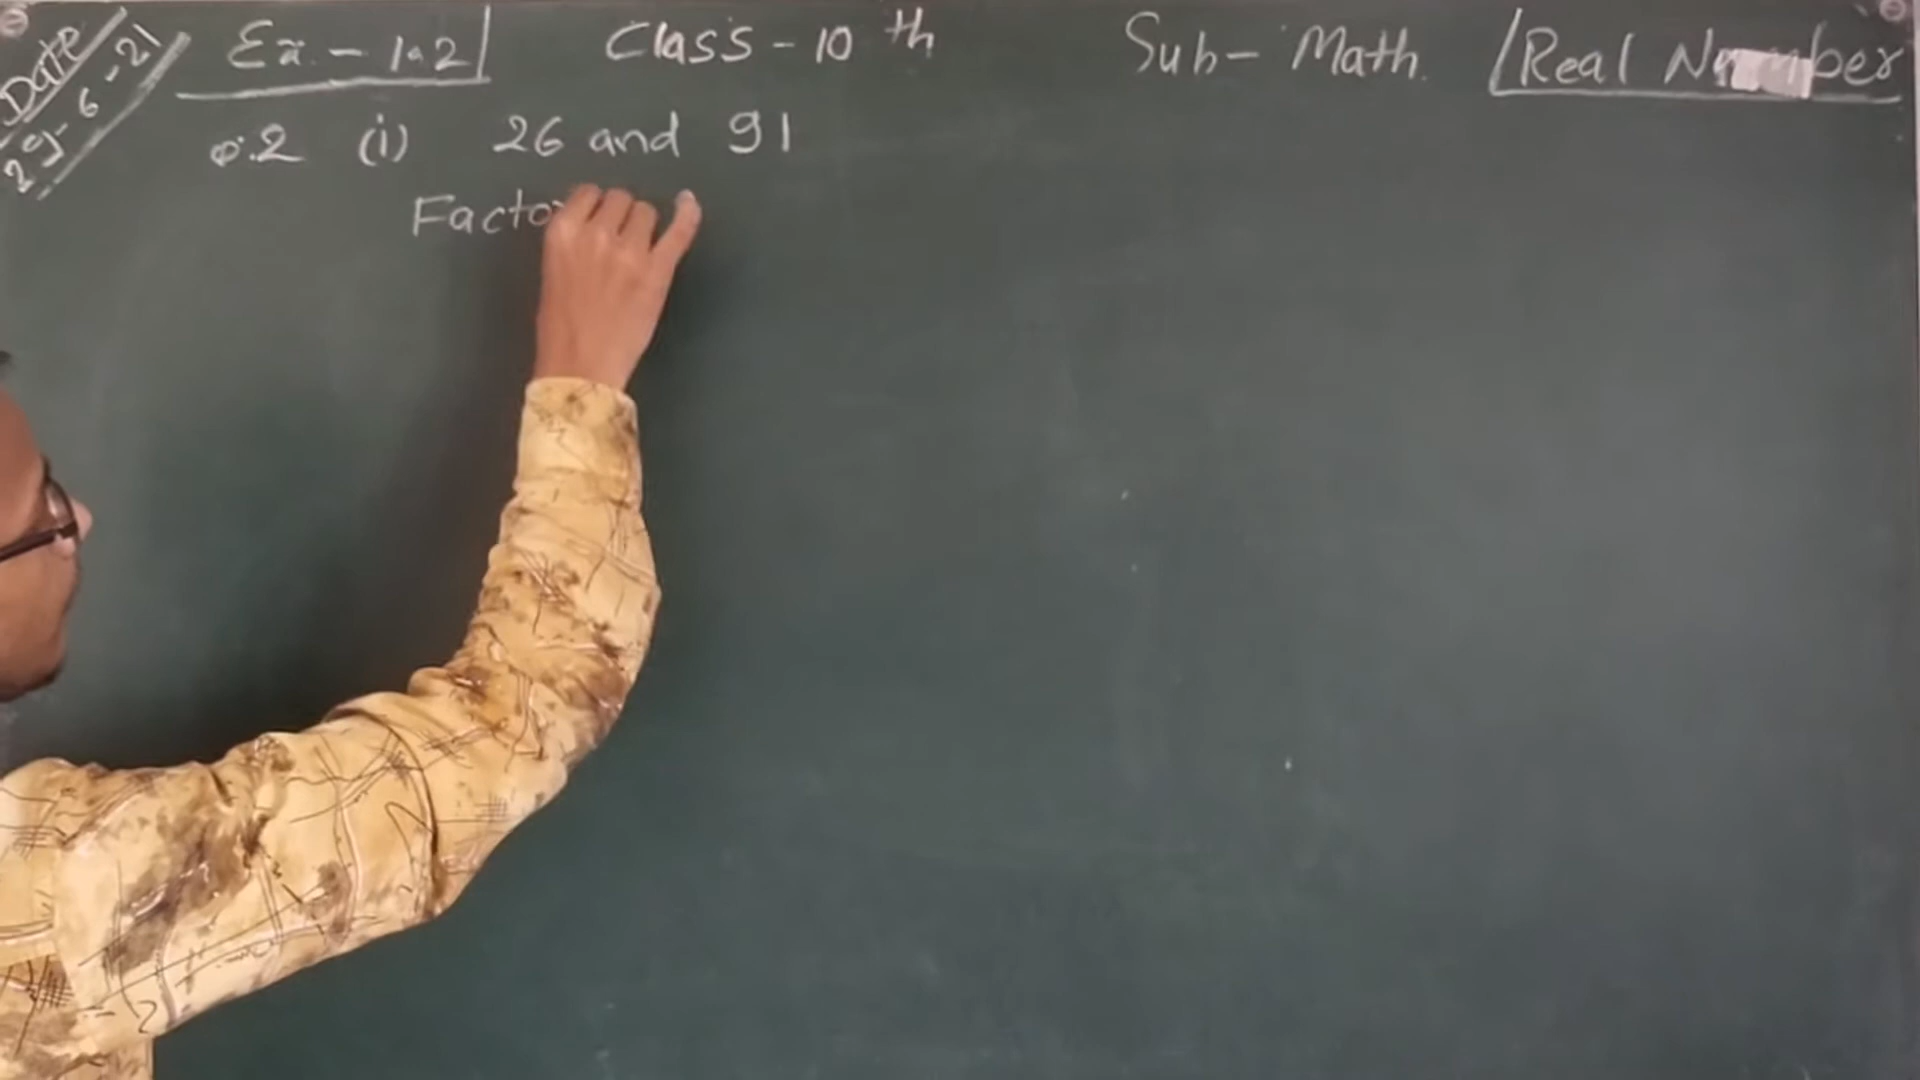 Date
29-6-21
Ex. - 1.2
Class - 10th
Sub - Math.
Real Number
Q.2 (i) 26 and 91
Facto